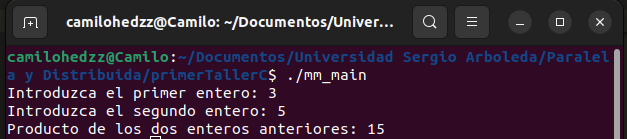 camilohedzz@Camilo: ~/Documentos/Univer...
camilohedzz@Camilo:~/Documentos/Universidad Sergio Arboleda/Paralel
a y Distribuida/primerTallerC$ ./mm_main
Introduzca el primer entero: 3
Introduzca el segundo entero: 5
Producto de los dos enteros anteriores: 15